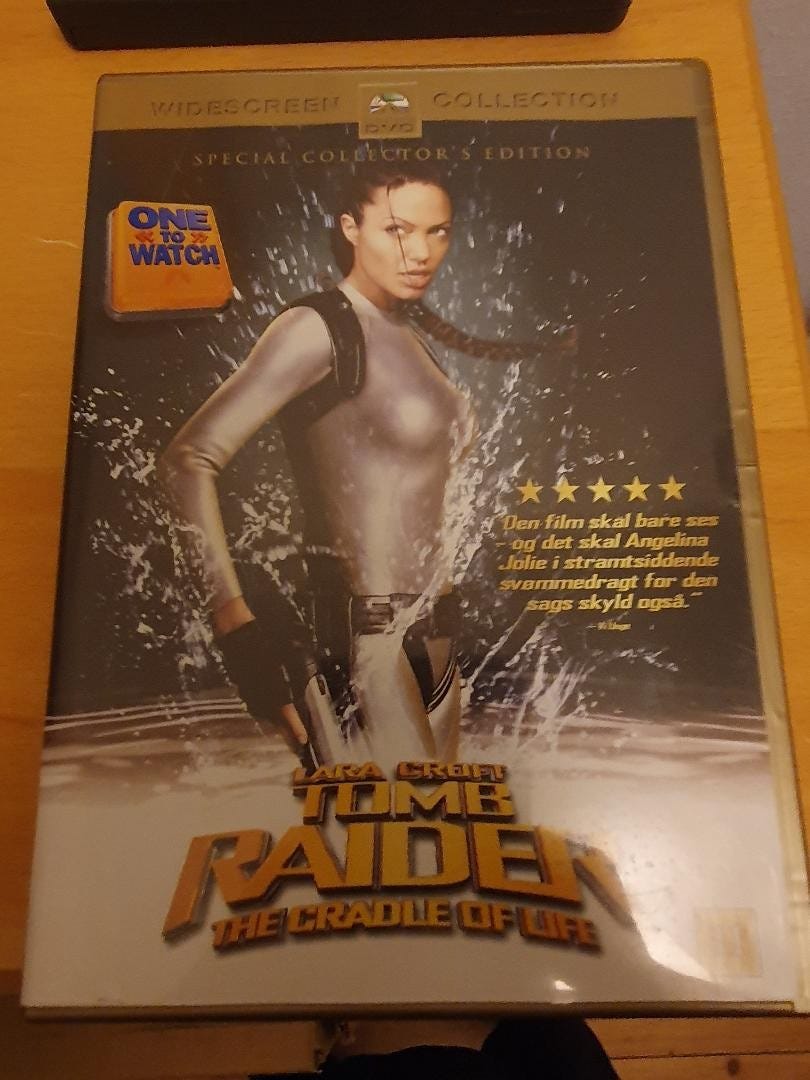 WIDESCREEN DVD COLLECTION
SPECIAL COLLECTOR'S EDITION
ONE
TO
WATCH
Den film skal bare ses
- og det skal Angelina
Jolie i stramtsiddende
svømmedragt for den
sags skyld også."
LARA CROFT
TOMB
RAIDER
THE CRADLE OF LIFE